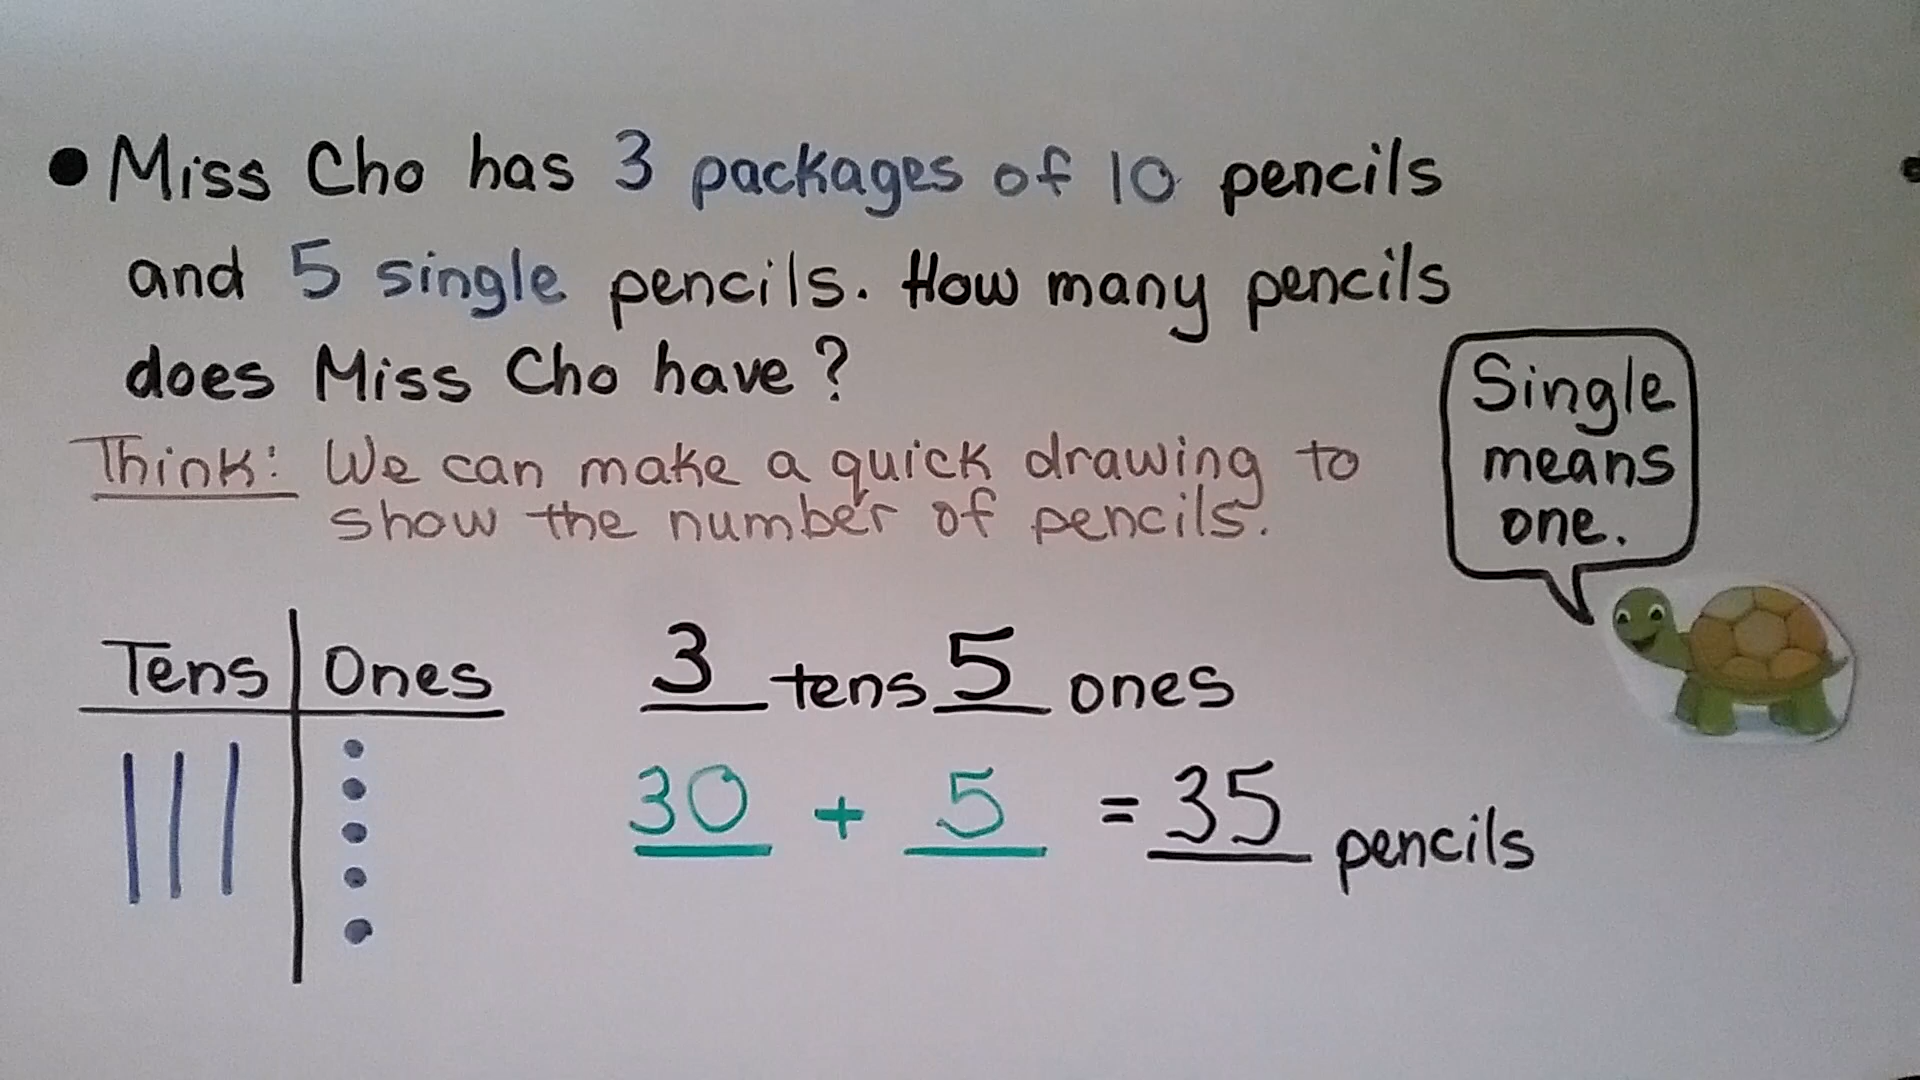 • Miss Cho has 3 packages of 10 pencils
and 5 single pencils. How many pencils
does Miss Cho have?
Think: We can make a quick drawing to
show the number of pencils.
Single
means
one.
Tens Ones
3 tens 5 ones
30 + 5 = 35 pencils